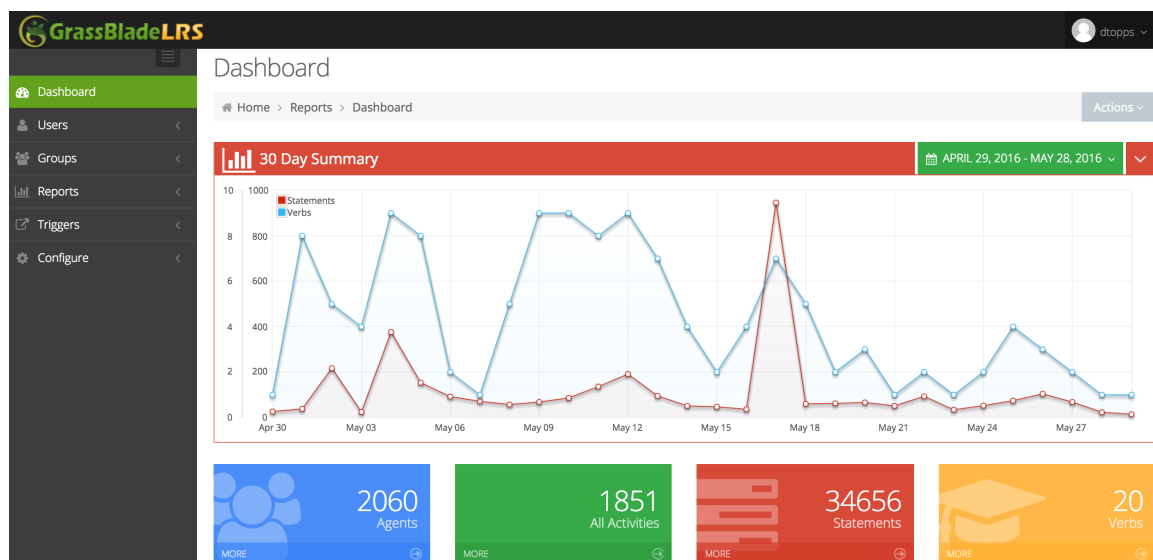 GrassBladeLRS
dtopps
Dashboard
Dashboard
Users
Groups
Reports
Triggers
Configure
Home > Reports > Dashboard
Actions
30 Day Summary
APRIL 29, 2016 - MAY 28, 2016
10 1000
8 800
6 600
4 400
2 200
0 0
Statements
Verbs
Apr 30 May 03 May 06 May 09 May 12 May 15 May 18 May 21 May 24 May 27
2060
Agents
MORE
1851
All Activities
MORE
34656
Statements
MORE
20
Verbs
MORE